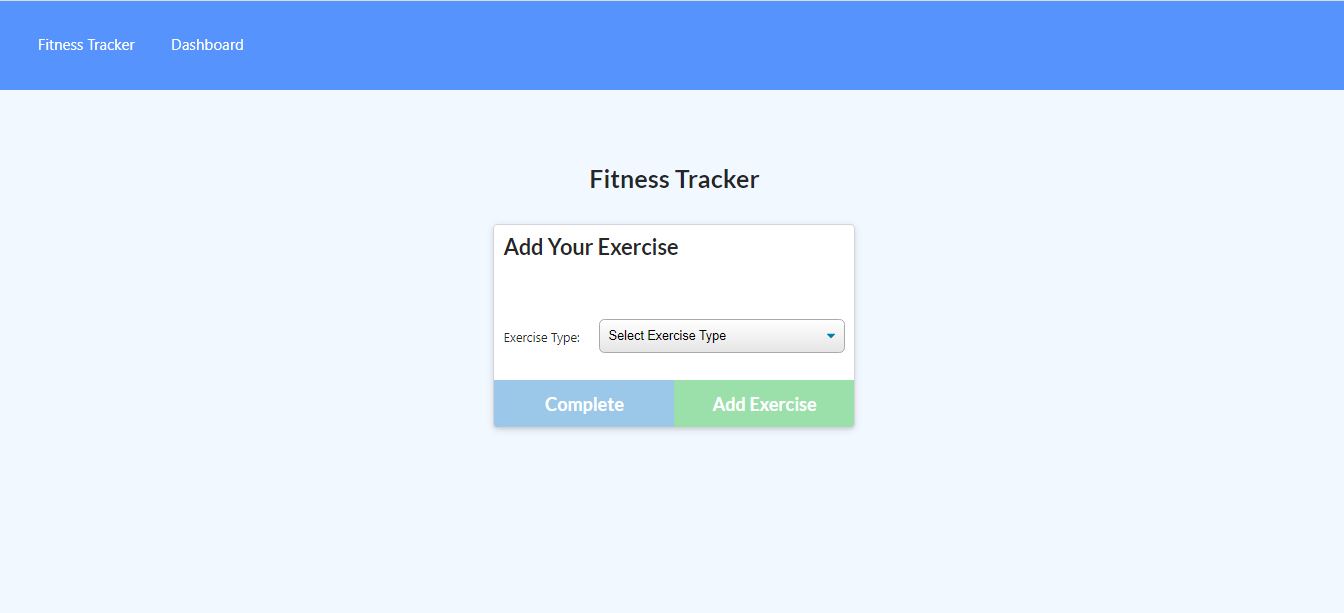 Fitness Tracker Dashboard
Fitness Tracker
Add Your Exercise
Exercise Type: Select Exercise Type
Complete Add Exercise